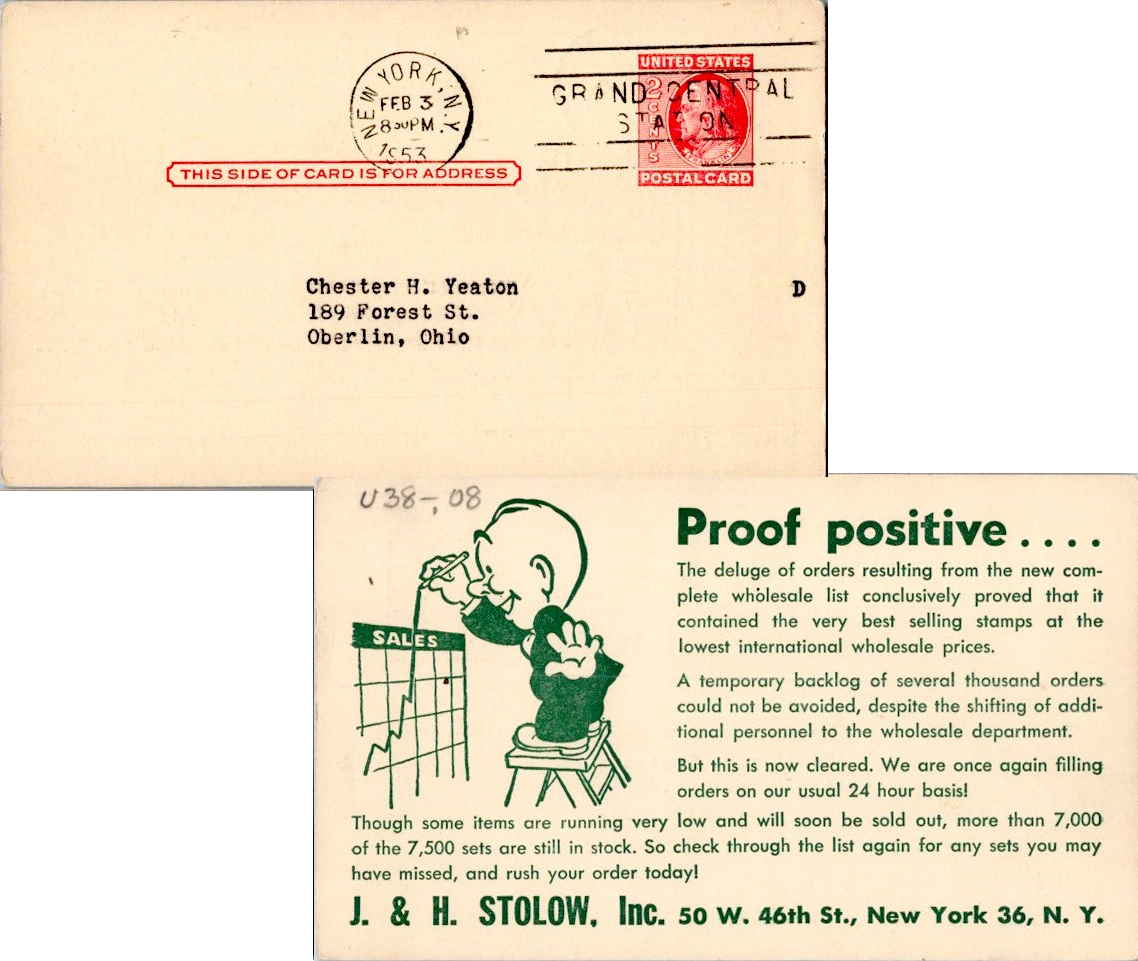 NEW YORK, N.Y.
FEB 3
8 30 PM
1953
GRAND CENTRAL
STATION
UNITED STATES
2 CENTS
FRANKLIN
POSTAL CARD
THIS SIDE OF CARD IS FOR ADDRESS
Chester H. Yeaton
189 Forest St.
Oberlin, Ohio
D
U38-, 08
SALES
Proof positive . . . .
The deluge of orders resulting from the new com-
plete wholesale list conclusively proved that it
contained the very best selling stamps at the
lowest international wholesale prices.
A temporary backlog of several thousand orders
could not be avoided, despite the shifting of addi-
tional personnel to the wholesale department.
But this is now cleared. We are once again filling
orders on our usual 24 hour basis!
Though some items are running very low and will soon be sold out, more than 7,000
of the 7,500 sets are still in stock. So check through the list again for any sets you may
have missed, and rush your order today!
J. & H. STOLOW, Inc. 50 W. 46th St., New York 36, N. Y.